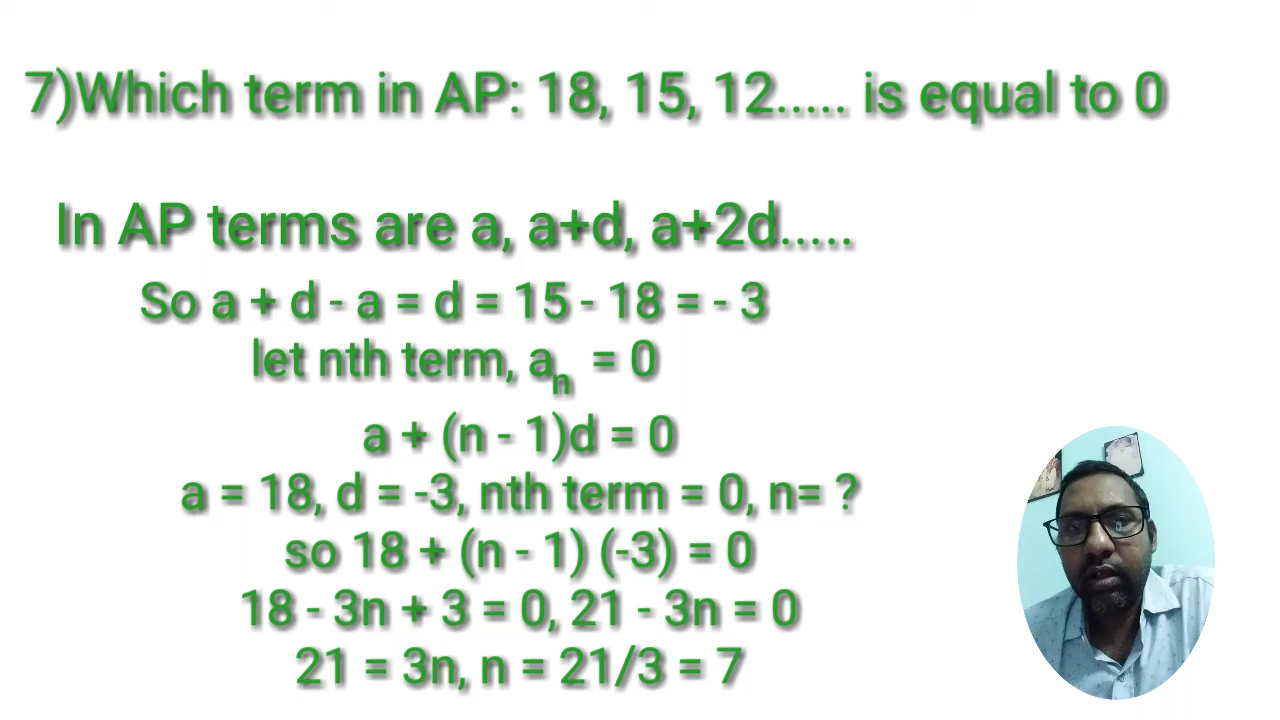 7)Which term in AP: 18, 15, 12..... is equal to 0
In AP terms are a, a+d, a+2d.....
So a + d - a = d = 15 - 18 = - 3
let nth term, aₙ = 0
a + (n - 1)d = 0
a = 18, d = -3, nth term = 0, n= ?
so 18 + (n - 1) (-3) = 0
18 - 3n + 3 = 0, 21 - 3n = 0
21 = 3n, n = 21/3 = 7